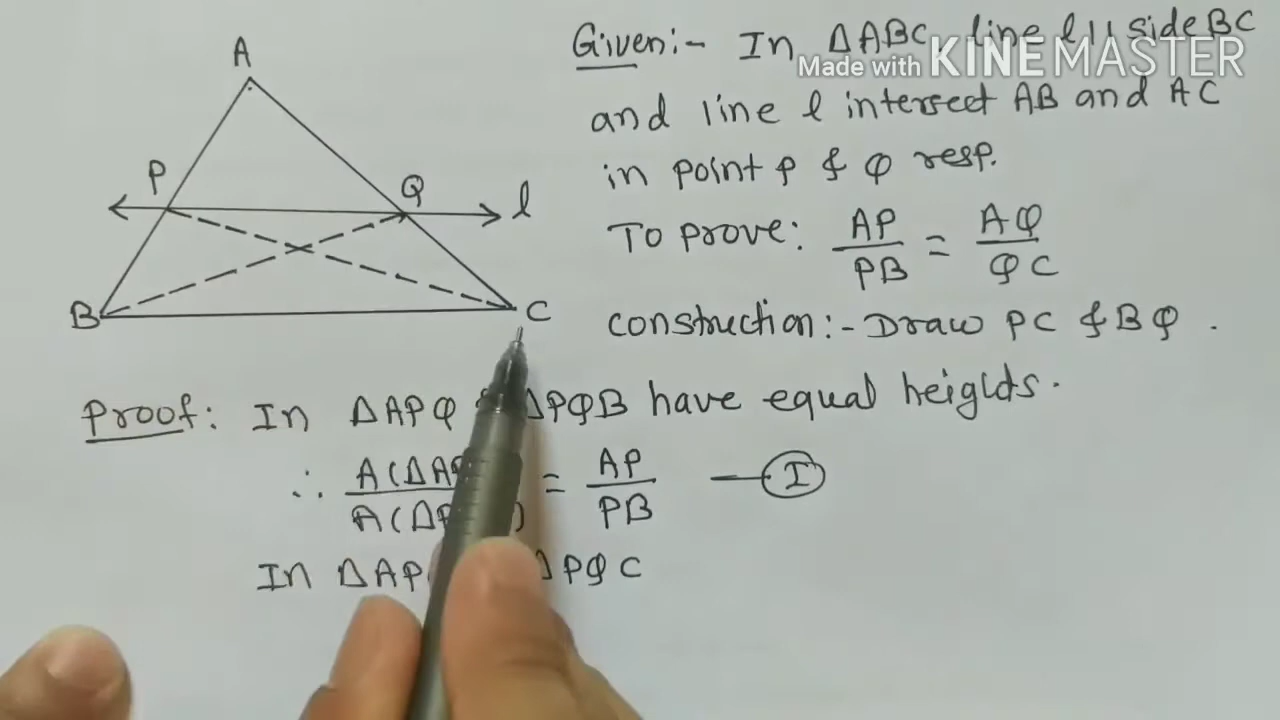 A
P
Q
l
B
C
Given:- In ΔABC line l || side BC
Made with KINEMASTER
and line l intersect AB and AC
in point P & Q resp.
To prove: AP/PB = AQ/QC
construction:- Draw PC & BQ.
Proof: In ΔAPQ ΔPQB have equal heights.
∴ A(ΔAP = AP/PB — I
A(Δ )
In ΔAP PQC